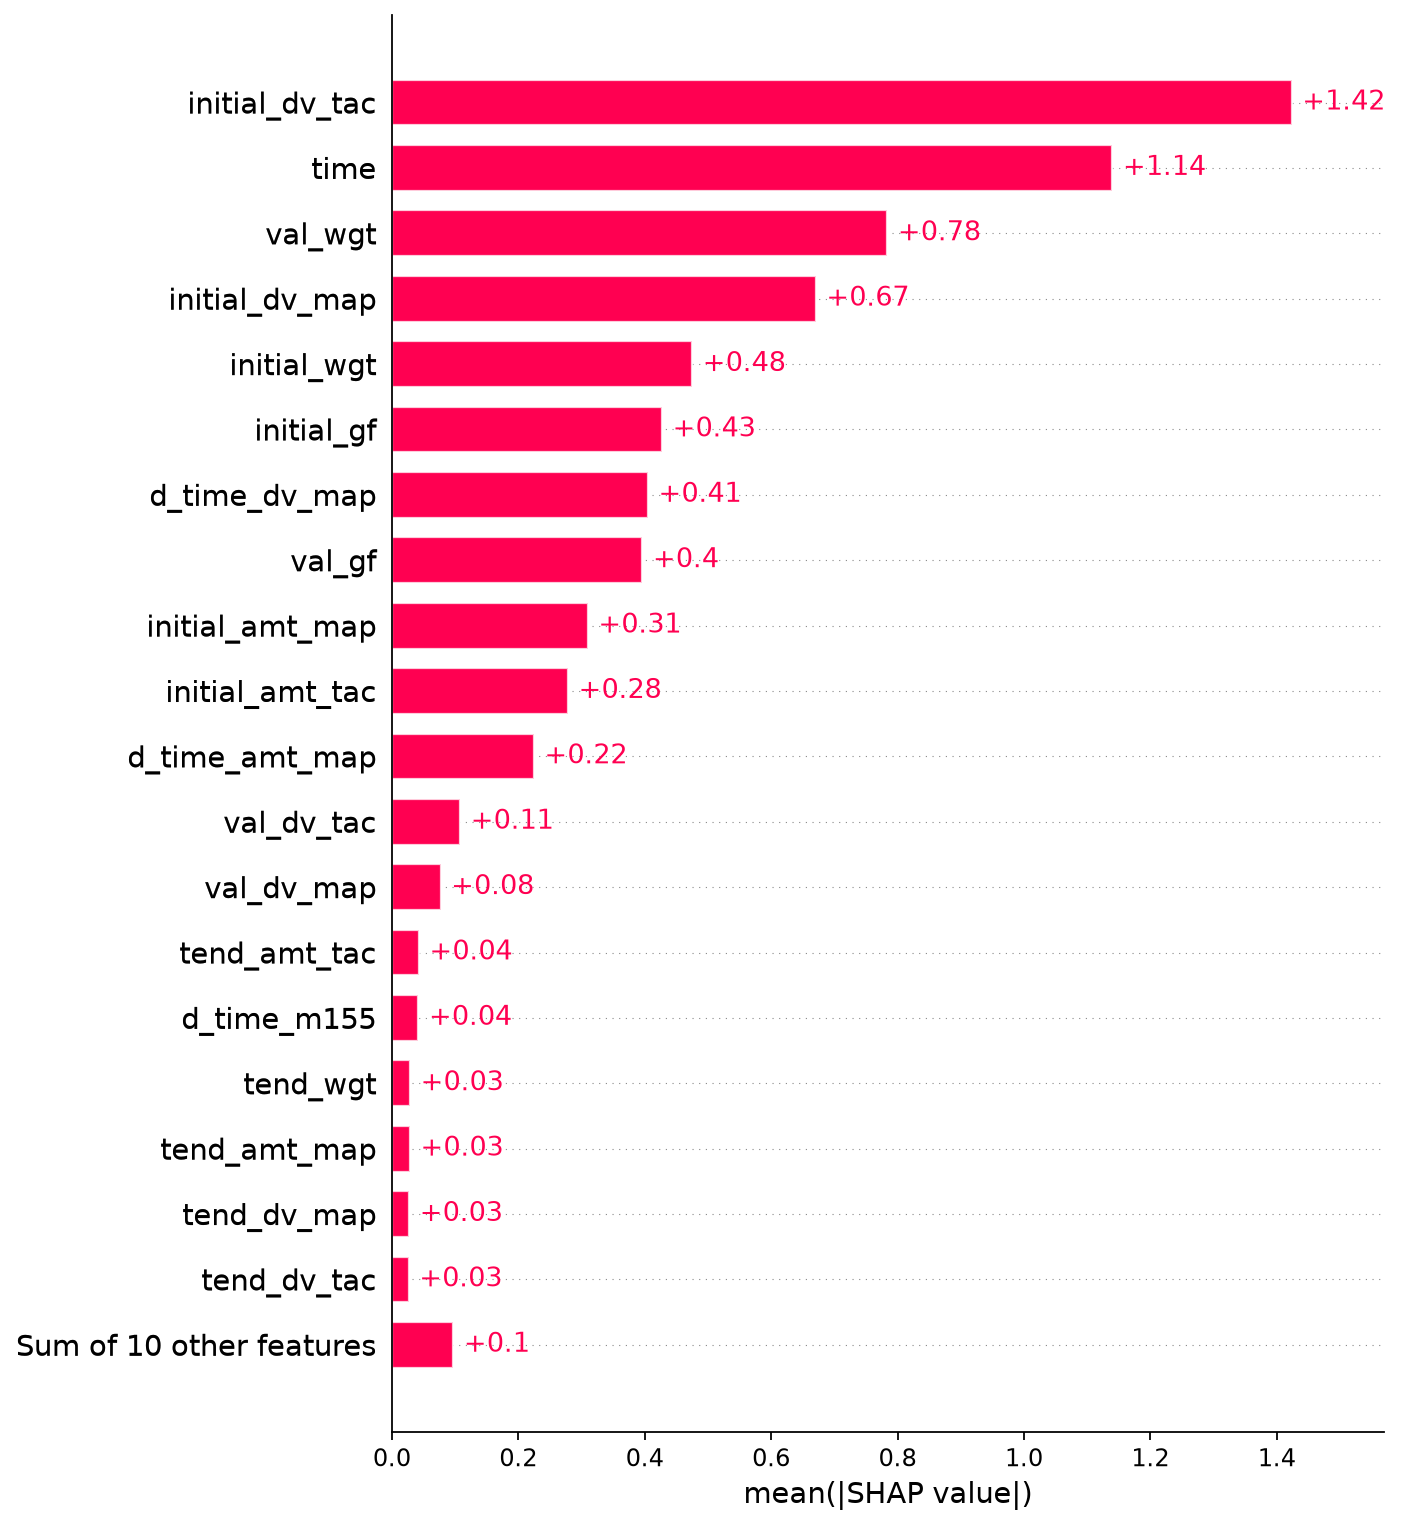 initial_dv_tac +1.42
time +1.14
val_wgt +0.78
initial_dv_map +0.67
initial_wgt +0.48
initial_gf +0.43
d_time_dv_map +0.41
val_gf +0.4
initial_amt_map +0.31
initial_amt_tac +0.28
d_time_amt_map +0.22
val_dv_tac +0.11
val_dv_map +0.08
tend_amt_tac +0.04
d_time_m155 +0.04
tend_wgt +0.03
tend_amt_map +0.03
tend_dv_map +0.03
tend_dv_tac +0.03
Sum of 10 other features +0.1
0.0 0.2 0.4 0.6 0.8 1.0 1.2 1.4
mean(|SHAP value|)